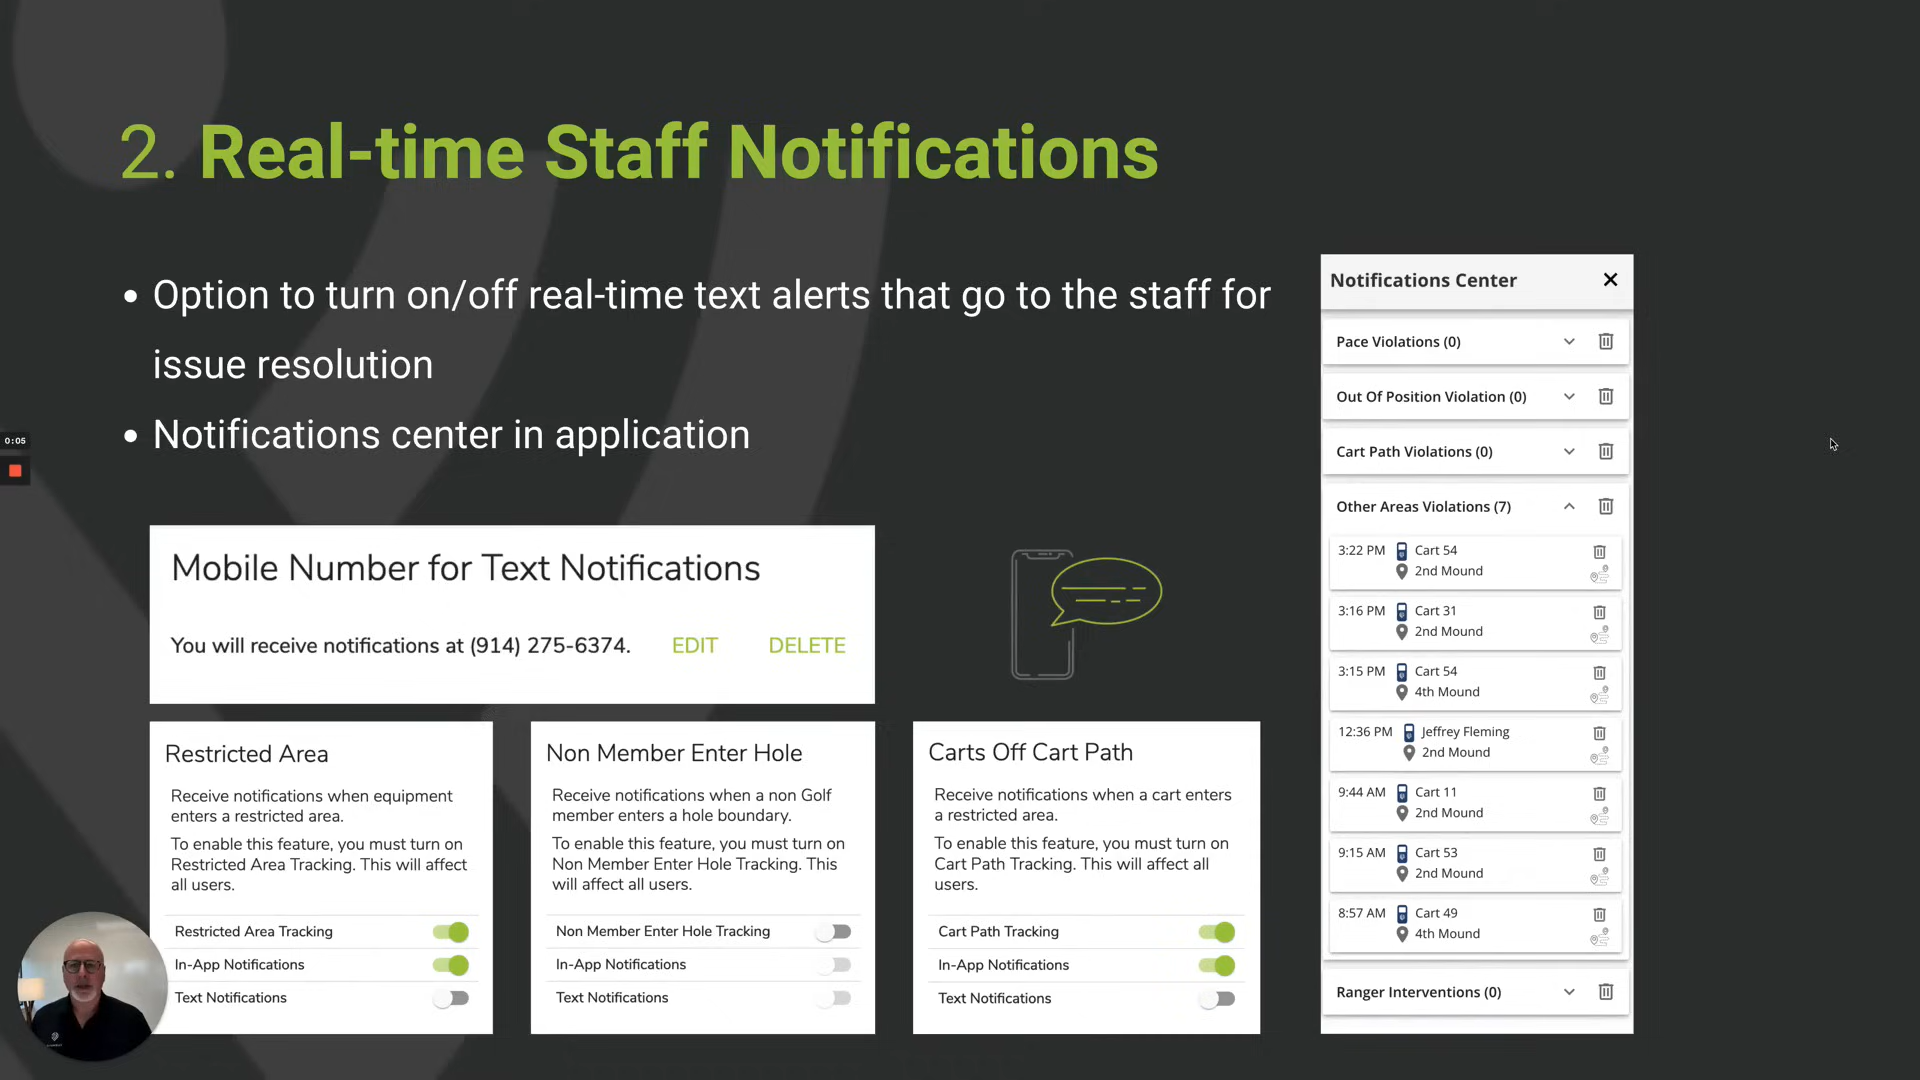 2. Real-time Staff Notifications
• Option to turn on/off real-time text alerts that go to the staff for
issue resolution
• Notifications center in application
0:05
Mobile Number for Text Notifications
You will receive notifications at (914) 275-6374. EDIT DELETE
Restricted Area
Receive notifications when equipment
enters a restricted area.
To enable this feature, you must turn on
Restricted Area Tracking. This will affect
all users.
Restricted Area Tracking
In-App Notifications
Text Notifications
Non Member Enter Hole
Receive notifications when a non Golf
member enters a hole boundary.
To enable this feature, you must turn on
Non Member Enter Hole Tracking. This
will affect all users.
Non Member Enter Hole Tracking
In-App Notifications
Text Notifications
Carts Off Cart Path
Receive notifications when a cart enters
a restricted area.
To enable this feature, you must turn on
Cart Path Tracking. This will affect all
users.
Cart Path Tracking
In-App Notifications
Text Notifications
Notifications Center
Pace Violations (0)
Out Of Position Violation (0)
Cart Path Violations (0)
Other Areas Violations (7)
3:22 PM Cart 54
2nd Mound
3:16 PM Cart 31
2nd Mound
3:15 PM Cart 54
4th Mound
12:36 PM Jeffrey Fleming
2nd Mound
9:44 AM Cart 11
2nd Mound
9:15 AM Cart 53
2nd Mound
8:57 AM Cart 49
4th Mound
Ranger Interventions (0)